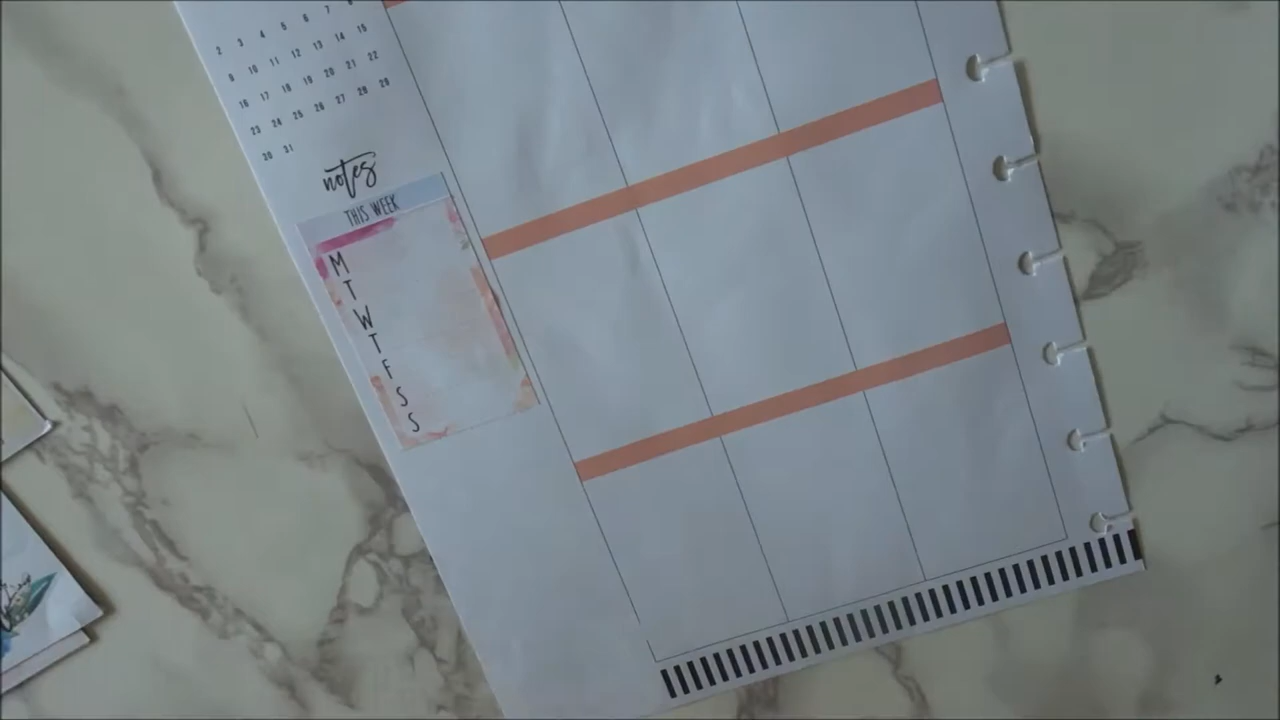 2 3 4 5 6 7
9 10 11 12 13 14 15
16 17 18 19 20 21 22
23 24 25 26 27 28 29
30 31
notes
THIS WEEK
M
T
W
T
F
S
S